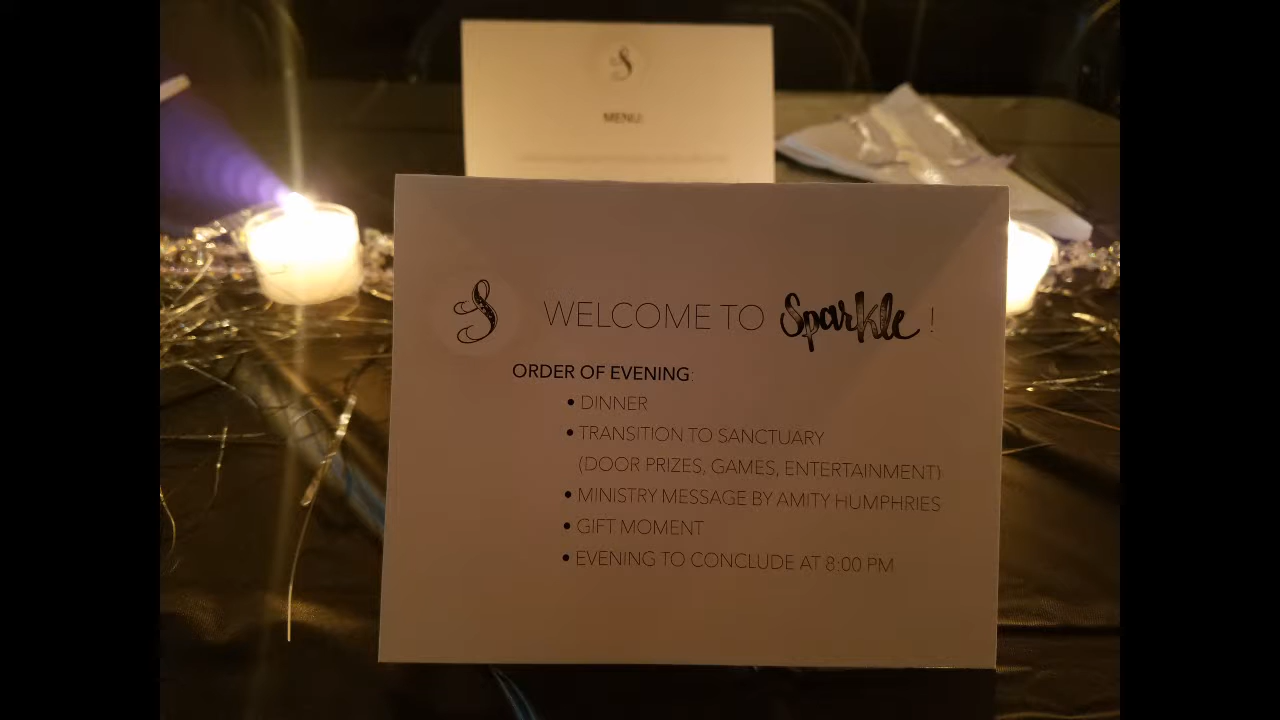 S
MENU:
S WELCOME TO Sparkle !
ORDER OF EVENING:
• DINNER
• TRANSITION TO SANCTUARY
(DOOR PRIZES, GAMES, ENTERTAINMENT)
• MINISTRY MESSAGE BY AMITY HUMPHRIES
• GIFT MOMENT
• EVENING TO CONCLUDE AT 8:00 PM